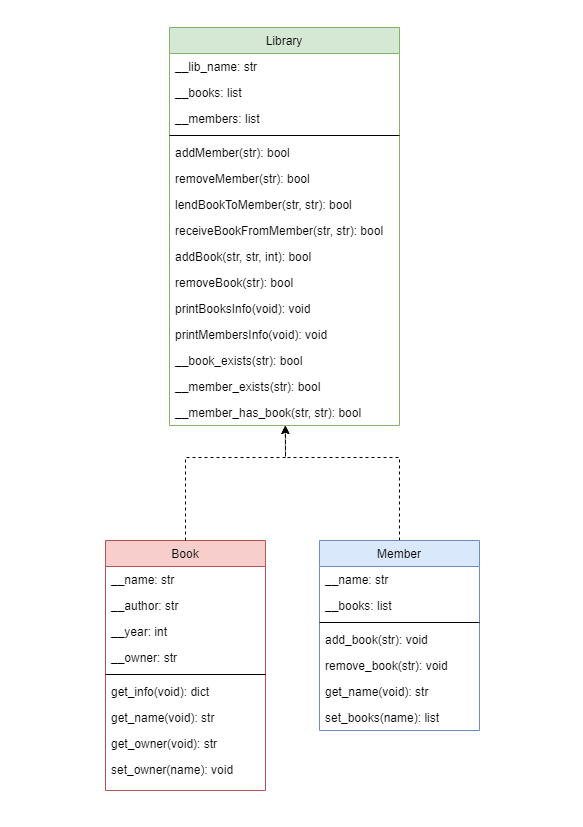 Library
__lib_name: str
__books: list
__members: list
addMember(str): bool
removeMember(str): bool
lendBookToMember(str, str): bool
receiveBookFromMember(str, str): bool
addBook(str, str, int): bool
removeBook(str): bool
printBooksInfo(void): void
printMembersInfo(void): void
__book_exists(str): bool
__member_exists(str): bool
__member_has_book(str, str): bool
Book
__name: str
__author: str
__year: int
__owner: str
get_info(void): dict
get_name(void): str
get_owner(void): str
set_owner(name): void
Member
__name: str
__books: list
add_book(str): void
remove_book(str): void
get_name(void): str
set_books(name): list